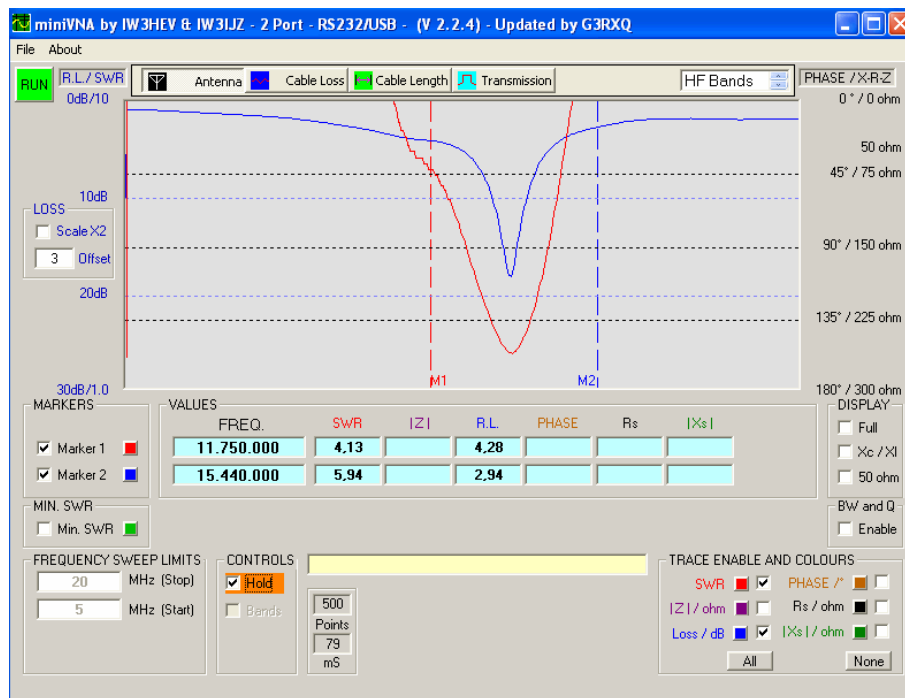 miniVNA by IW3HEV & IW3IJZ - 2 Port - RS232/USB - (V 2.2.4) - Updated by G3RXQ
File About
RUN R.L./SWR Antenna Cable Loss Cable Length Transmission HF Bands PHASE /X-R-Z
0dB/10 0 ° / 0 ohm
50 ohm
45° / 75 ohm
10dB
LOSS
Scale X2
90° / 150 ohm
3 Offset
20dB
135° / 225 ohm
M1 M2
30dB/1.0 180° / 300 ohm
MARKERS VALUES DISPLAY
FREQ. SWR |Z| R.L. PHASE Rs |Xs| Full
Marker 1 11.750.000 4,13 4,28 Xc / Xl
Marker 2 15.440.000 5,94 2,94 50 ohm
MIN. SWR BW and Q
Min. SWR Enable
FREQUENCY SWEEP LIMITS CONTROLS TRACE ENABLE AND COLOURS
20 MHz (Stop) Hold SWR PHASE /°
5 MHz (Start) Bands 500 |Z| / ohm Rs / ohm
Points Loss / dB |Xs| / ohm
79
mS All None